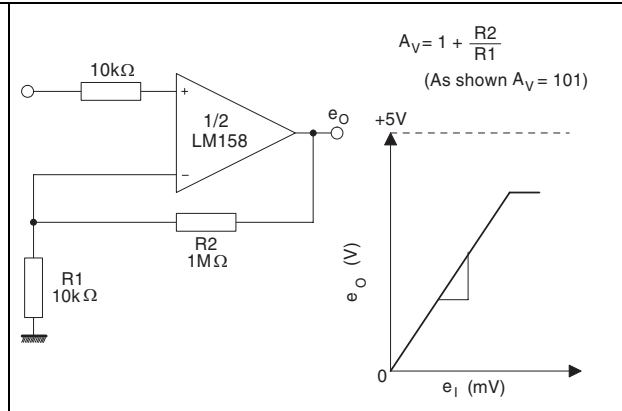 10kΩ
1/2
LM158
+
−
e_O
R2
1MΩ
R1
10kΩ
A_V = 1 + R2/R1
(As shown A_V = 101)
+5V
e_O (V)
0
e_I (mV)